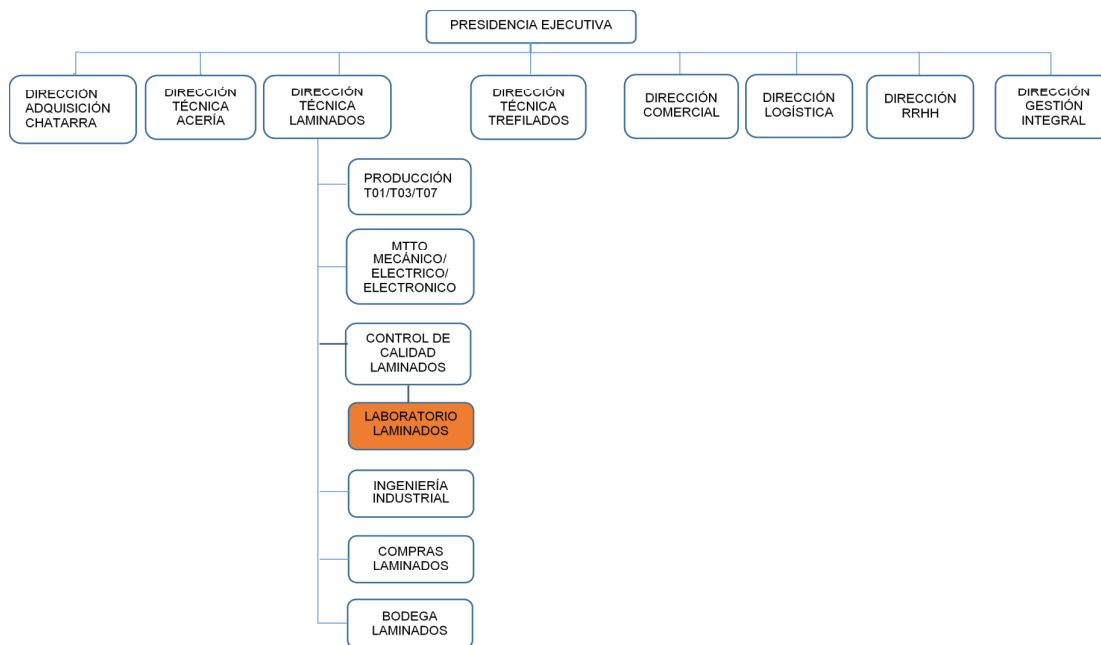 PRESIDENCIA EJECUTIVA
DIRECCIÓN
ADQUISICIÓN
CHATARRA
DIRECCIÓN
TÉCNICA
ACERÍA
DIRECCIÓN
TÉCNICA
LAMINADOS
DIRECCIÓN
TÉCNICA
TREFILADOS
DIRECCIÓN
COMERCIAL
DIRECCIÓN
LOGÍSTICA
DIRECCIÓN
RRHH
DIRECCIÓN
GESTIÓN
INTEGRAL
PRODUCCIÓN
T01/T03/T07
MTTO
MECÁNICO/
ELECTRICO/
ELECTRONICO
CONTROL DE
CALIDAD
LAMINADOS
LABORATORIO
LAMINADOS
INGENIERÍA
INDUSTRIAL
COMPRAS
LAMINADOS
BODEGA
LAMINADOS